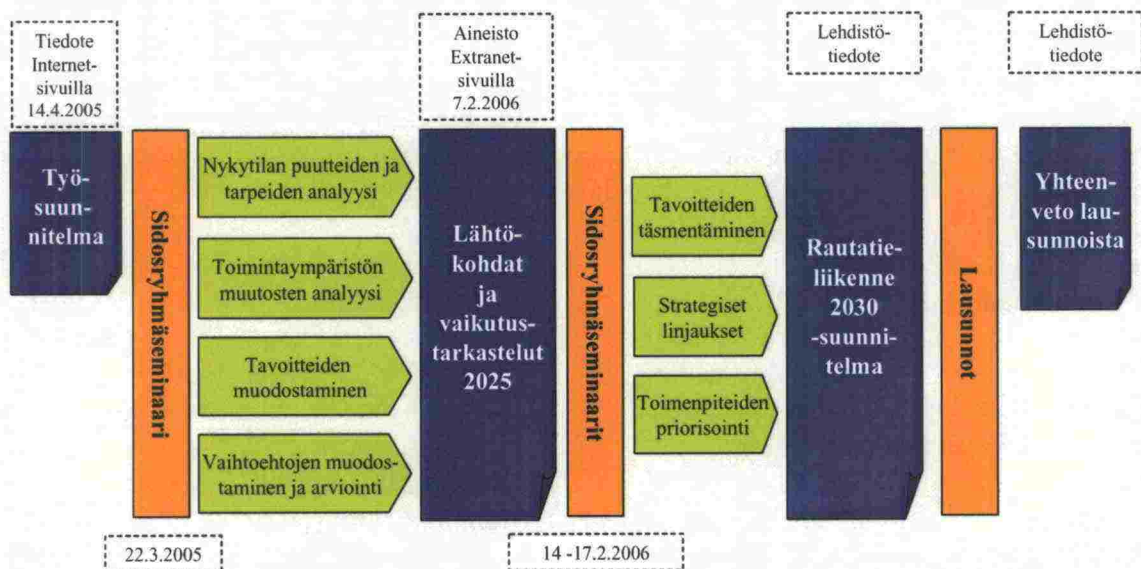 Tiedote
Internet-
sivuilla
14.4.2005
Työ-
suun-
nitelma
Sidosryhmäseminaari
22.3.2005
Nykytilan puutteiden ja
tarpeiden analyysi
Toimintaympäristön
muutosten analyysi
Tavoitteiden
muodostaminen
Vaihtoehtojen muodos-
taminen ja arviointi
Aineisto
Extranet-
sivuilla
7.2.2006
Lähtö-
kohdat
ja
vaikutus-
tarkastelut
2025
Sidosryhmäseminaarit
14 -17.2.2006
Tavoitteiden
täsmentäminen
Strategiset
linjaukset
Toimenpiteiden
priorisointi
Lehdistö-
tiedote
Rautatie-
liikenne
2030
-suunni-
telma
Lausunnot
Lehdistö-
tiedote
Yhteen-
veto lau-
sunnoista